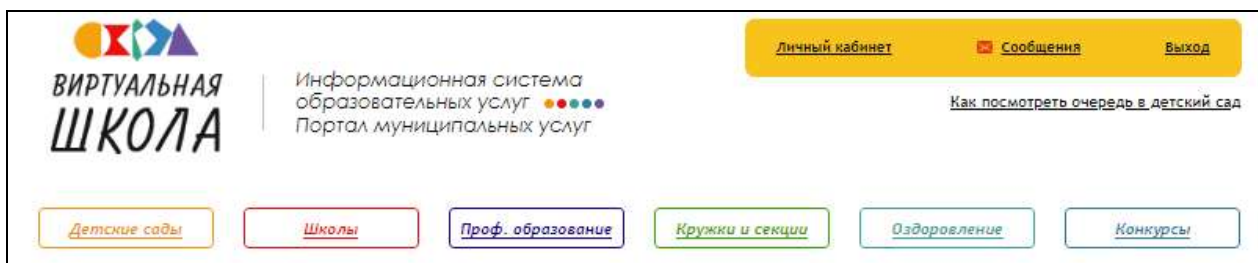 ВИРТУАЛЬНАЯ
ШКОЛА
Информационная система
образовательных услуг
Портал муниципальных услуг
Личный кабинет
Сообщения
Выход
Как посмотреть очередь в детский сад
Детские сады
Школы
Проф. образование
Кружки и секции
Оздоровление
Конкурсы